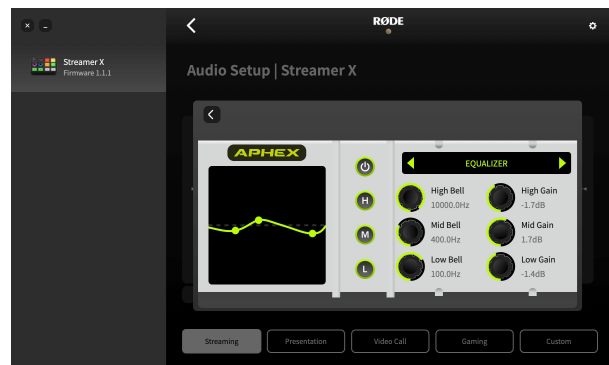 RØDE
Streamer X
Firmware 1.1.1
Audio Setup | Streamer X
APHEX
EQUALIZER
H
M
L
High Bell
10000.0Hz
High Gain
-1.7dB
Mid Bell
400.0Hz
Mid Gain
1.7dB
Low Bell
100.0Hz
Low Gain
-1.4dB
Streaming
Presentation
Video Call
Gaming
Custom